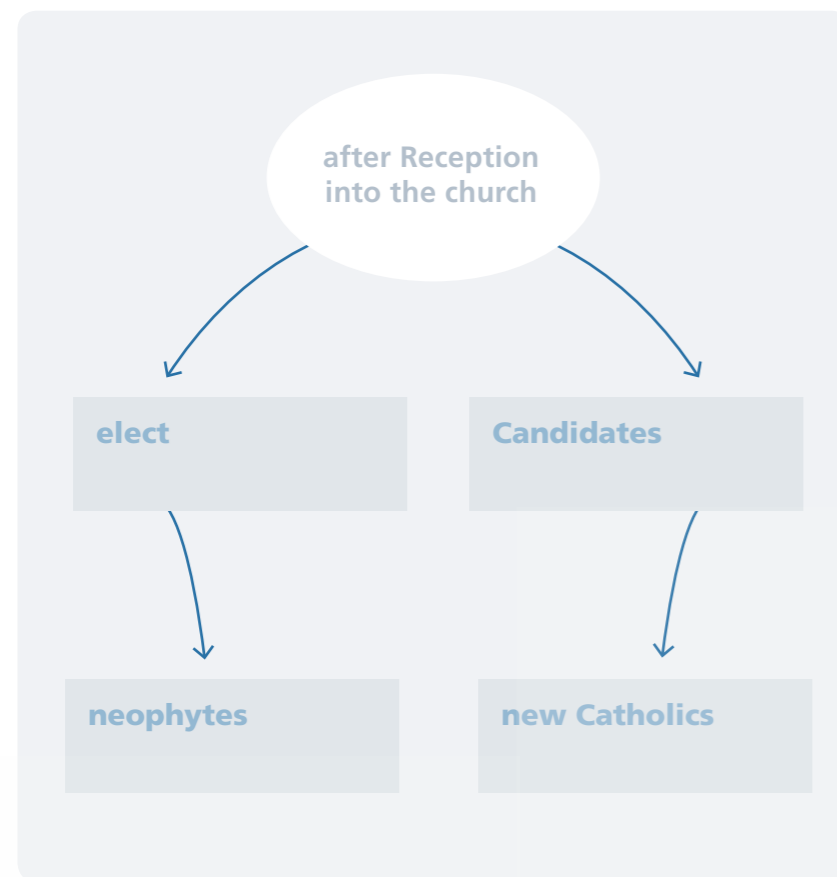 after Reception
into the church
elect
Candidates
neophytes
new Catholics